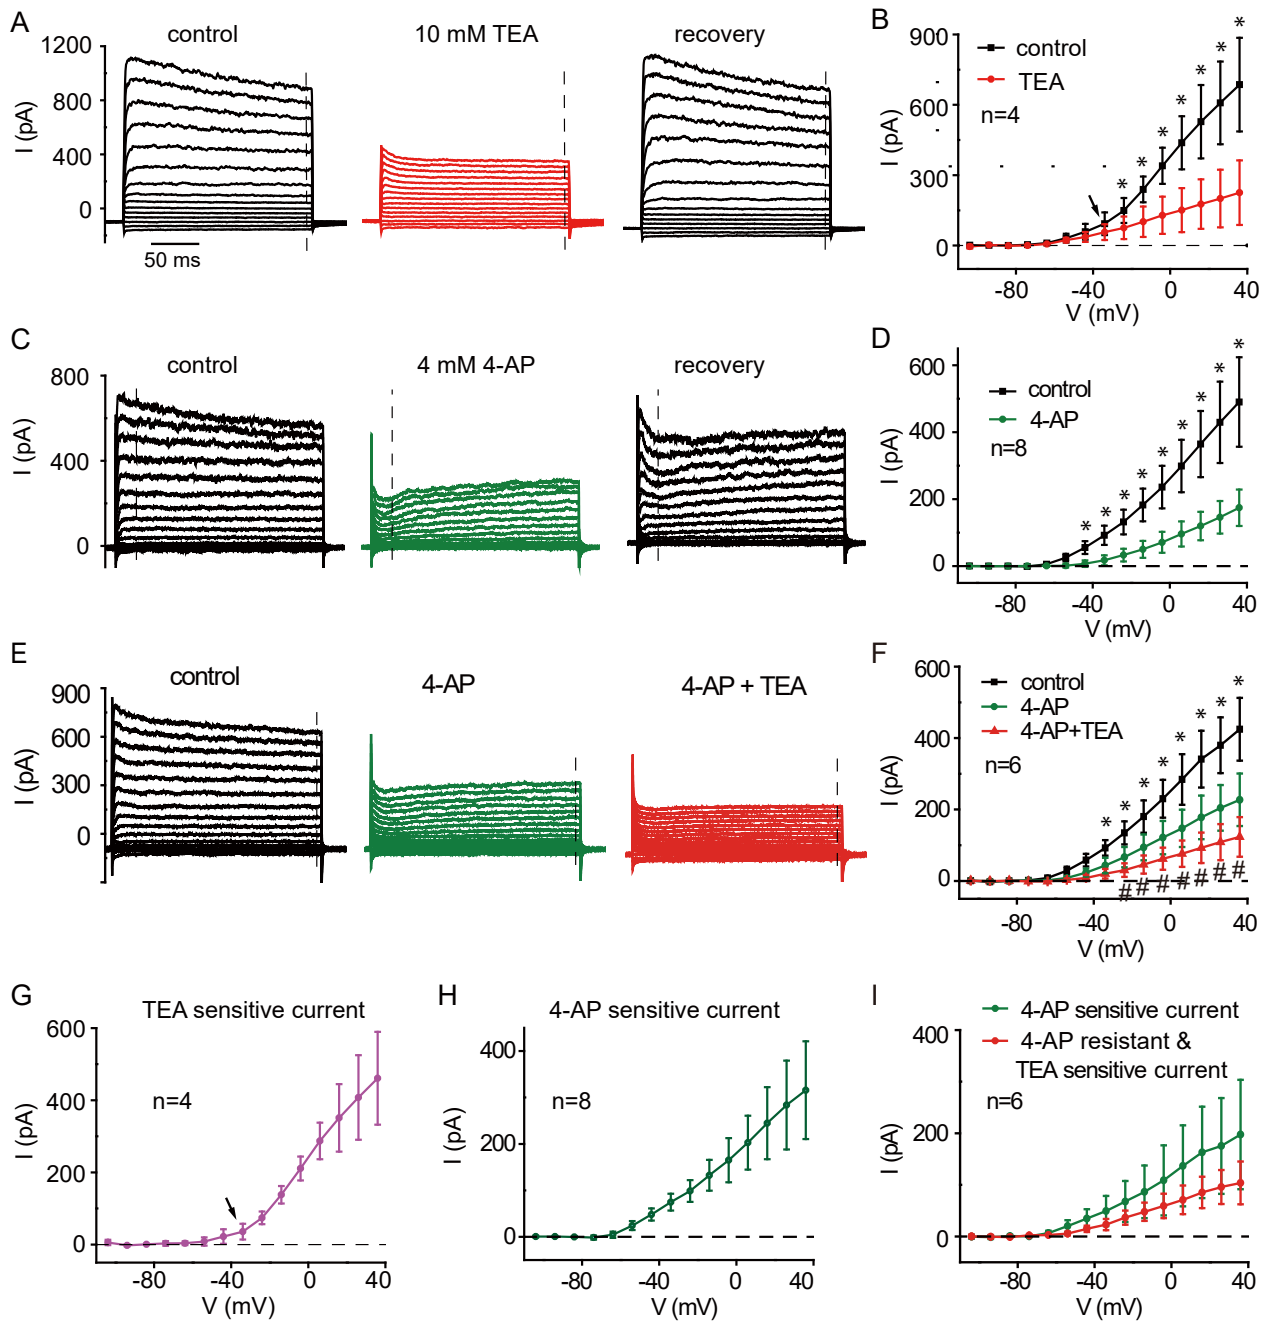 A
control
10 mM TEA
recovery
1200
800
400
0
I (pA)
50 ms
B
control
TEA
n=4
900
600
300
0
I (pA)
-80
-40
0
40
V (mV)
* * * * * * * *
C
control
4 mM 4-AP
recovery
800
400
0
I (pA)
D
control
4-AP
n=8
600
400
200
0
I (pA)
-80
-40
0
40
V (mV)
* * * * * * * * *
E
control
4-AP
4-AP + TEA
900
600
300
0
I (pA)
F
control
4-AP
4-AP+TEA
n=6
600
400
200
0
I (pA)
-80
-40
0
40
V (mV)
* * * * * * * *
# # # # # # #
G
TEA sensitive current
n=4
600
400
200
0
I (pA)
-80
-40
0
40
V (mV)
H
4-AP sensitive current
n=8
400
200
0
I (pA)
-80
-40
0
40
V (mV)
I
4-AP sensitive current
4-AP resistant &
TEA sensitive current
n=6
400
200
0
I (pA)
-80
-40
0
40
V (mV)